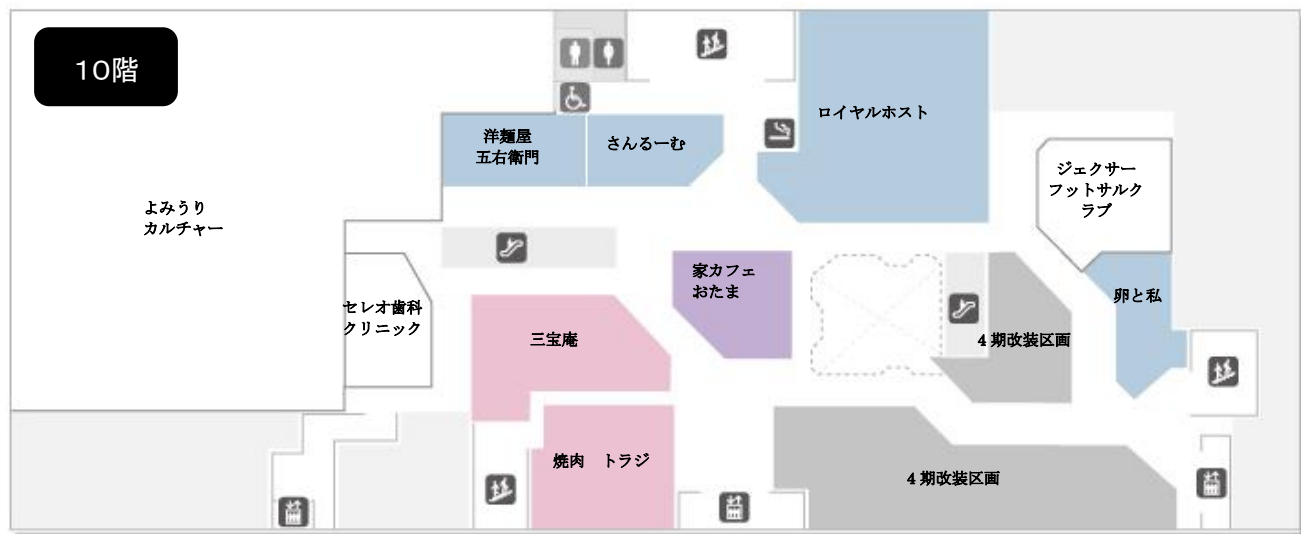 10階
洋麺屋
五右衛門
さんるーむ
ロイヤルホスト
ジェクサー
フットサルク
ラブ
よみうり
カルチャー
家カフェ
おたま
卵と私
セレオ歯科
クリニック
三宝庵
4期改装区画
焼肉　トラジ
4期改装区画